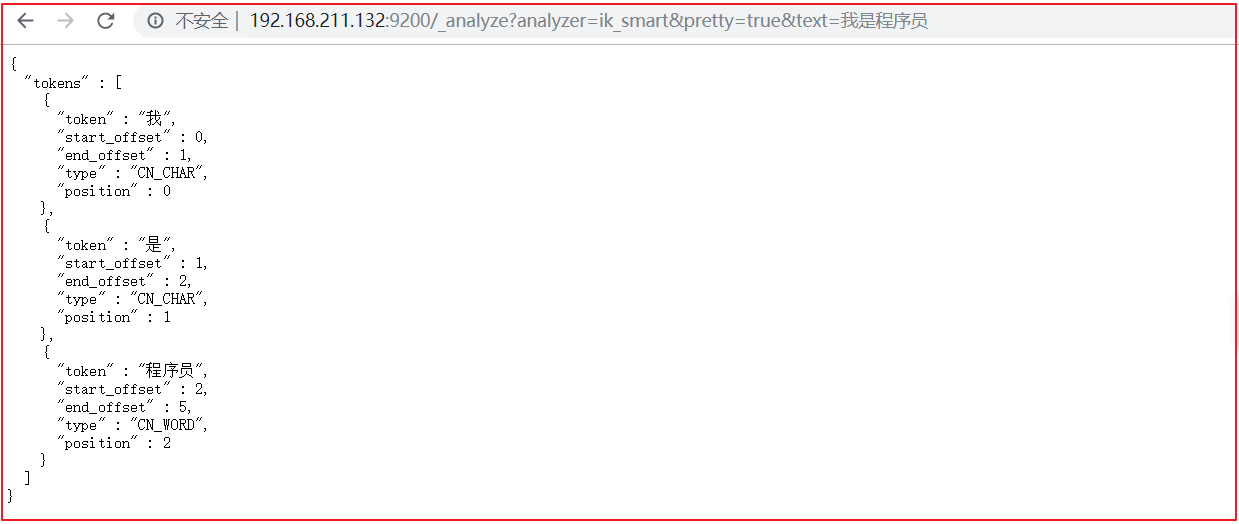 不安全 | 192.168.211.132:9200/_analyze?analyzer=ik_smart&pretty=true&text=我是程序员
{
  "tokens" : [
    {
      "token" : "我",
      "start_offset" : 0,
      "end_offset" : 1,
      "type" : "CN_CHAR",
      "position" : 0
    },
    {
      "token" : "是",
      "start_offset" : 1,
      "end_offset" : 2,
      "type" : "CN_CHAR",
      "position" : 1
    },
    {
      "token" : "程序员",
      "start_offset" : 2,
      "end_offset" : 5,
      "type" : "CN_WORD",
      "position" : 2
    }
  ]
}